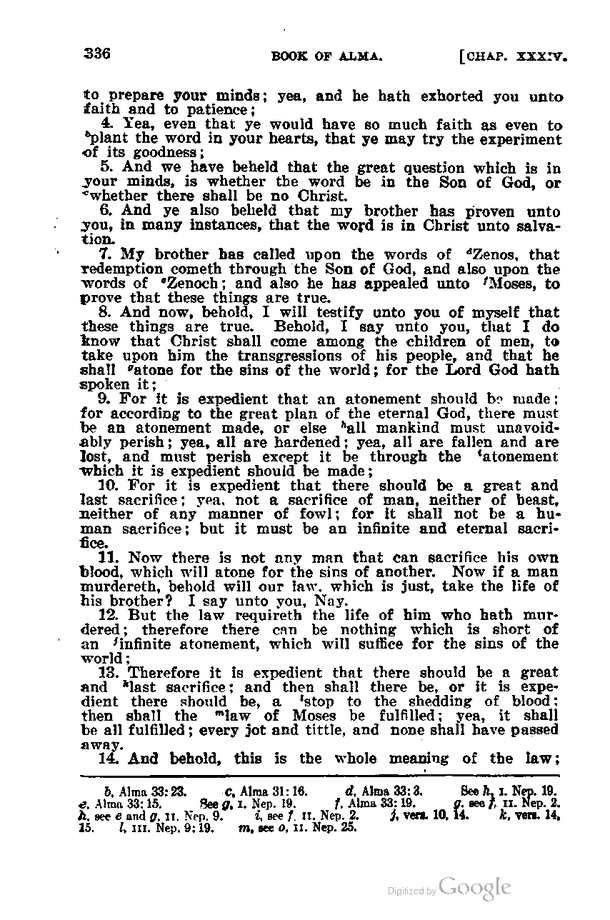 336 BOOK OF ALMA. [CHAP. XXXIV.
to prepare your minds; yea, and he hath exhorted you unto
faith and to patience;
4. Yea, even that ye would have so much faith as even to
ᵇplant the word in your hearts, that ye may try the experiment
of its goodness;
5. And we have beheld that the great question which is in
your minds, is whether the word be in the Son of God, or
ᶜwhether there shall be no Christ.
6. And ye also beheld that my brother has proven unto
you, in many instances, that the word is in Christ unto salva-
tion.
7. My brother has called upon the words of ᵈZenos, that
redemption cometh through the Son of God, and also upon the
words of ᵉZenoch; and also he has appealed unto ᶠMoses, to
prove that these things are true.
8. And now, behold, I will testify unto you of myself that
these things are true. Behold, I say unto you, that I do
know that Christ shall come among the children of men, to
take upon him the transgressions of his people, and that he
shall ᵍatone for the sins of the world; for the Lord God hath
spoken it;
9. For it is expedient that an atonement should be made;
for according to the great plan of the eternal God, there must
be an atonement made, or else ʰall mankind must unavoid-
ably perish; yea, all are hardened; yea, all are fallen and are
lost, and must perish except it be through the ⁱatonement
which it is expedient should be made;
10. For it is expedient that there should be a great and
last sacrifice; yea, not a sacrifice of man, neither of beast,
neither of any manner of fowl; for it shall not be a hu-
man sacrifice; but it must be an infinite and eternal sacri-
fice.
11. Now there is not any man that can sacrifice his own
blood, which will atone for the sins of another. Now if a man
murdereth, behold will our law, which is just, take the life of
his brother? I say unto you, Nay.
12. But the law requireth the life of him who hath mur-
dered; therefore there can be nothing which is short of
an ʲinfinite atonement, which will suffice for the sins of the
world;
13. Therefore it is expedient that there should be a great
and ᵏlast sacrifice; and then shall there be, or it is expe-
dient there should be, a ˡstop to the shedding of blood;
then shall the ᵐlaw of Moses be fulfilled; yea, it shall
be all fulfilled; every jot and tittle, and none shall have passed
away.
14. And behold, this is the whole meaning of the law;
b, Alma 33:23. c, Alma 31:16. d, Alma 33:3. See h, I. Nep. 19.
e, Alma 33:15. See g, I. Nep. 19. f, Alma 33:19. g, see f, II. Nep. 2.
h, see e and g, II. Nep. 9. i, see f, II. Nep. 2. j, vers. 10, 14. k, vers. 14,
15. l, III. Nep. 9:19. m, see o, II. Nep. 25.
Digitized by Google